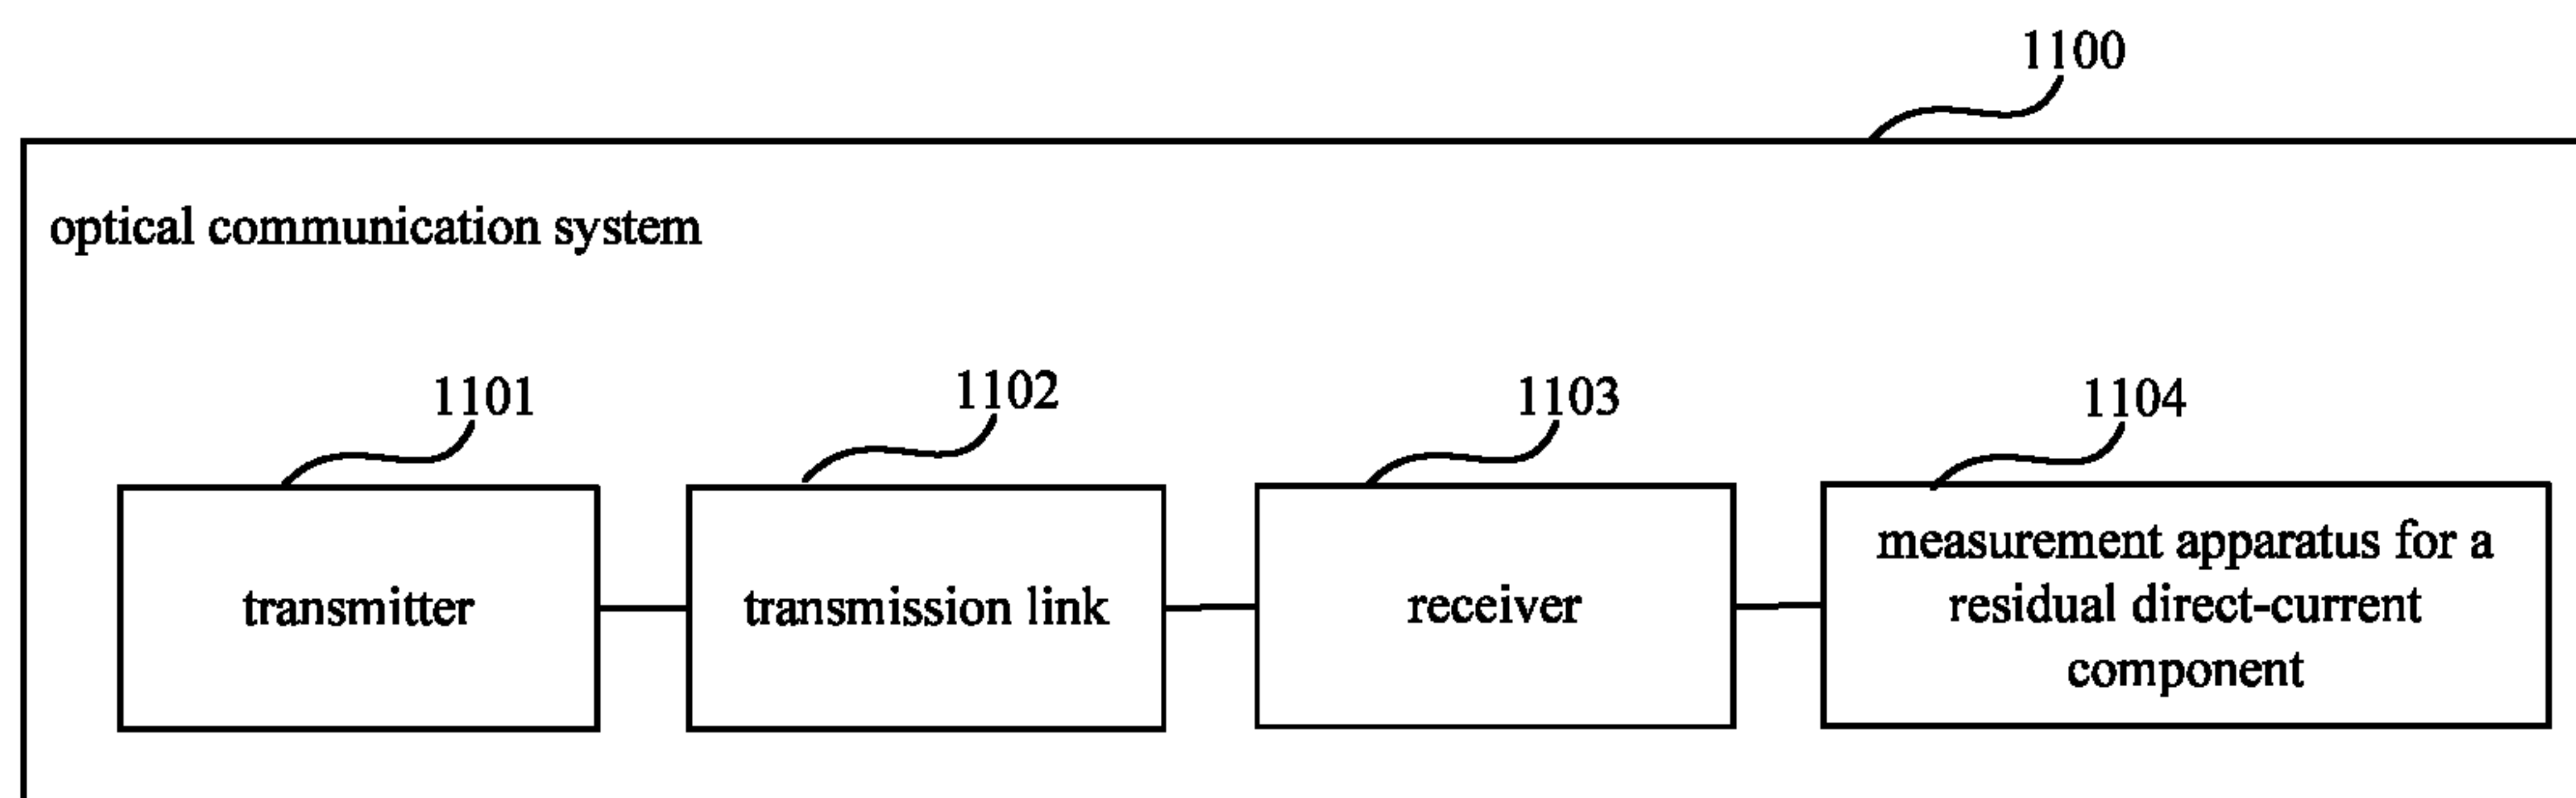 1100
optical communication system
1101
1102
1103
1104
transmitter
transmission link
receiver
measurement apparatus for a
residual direct-current
component